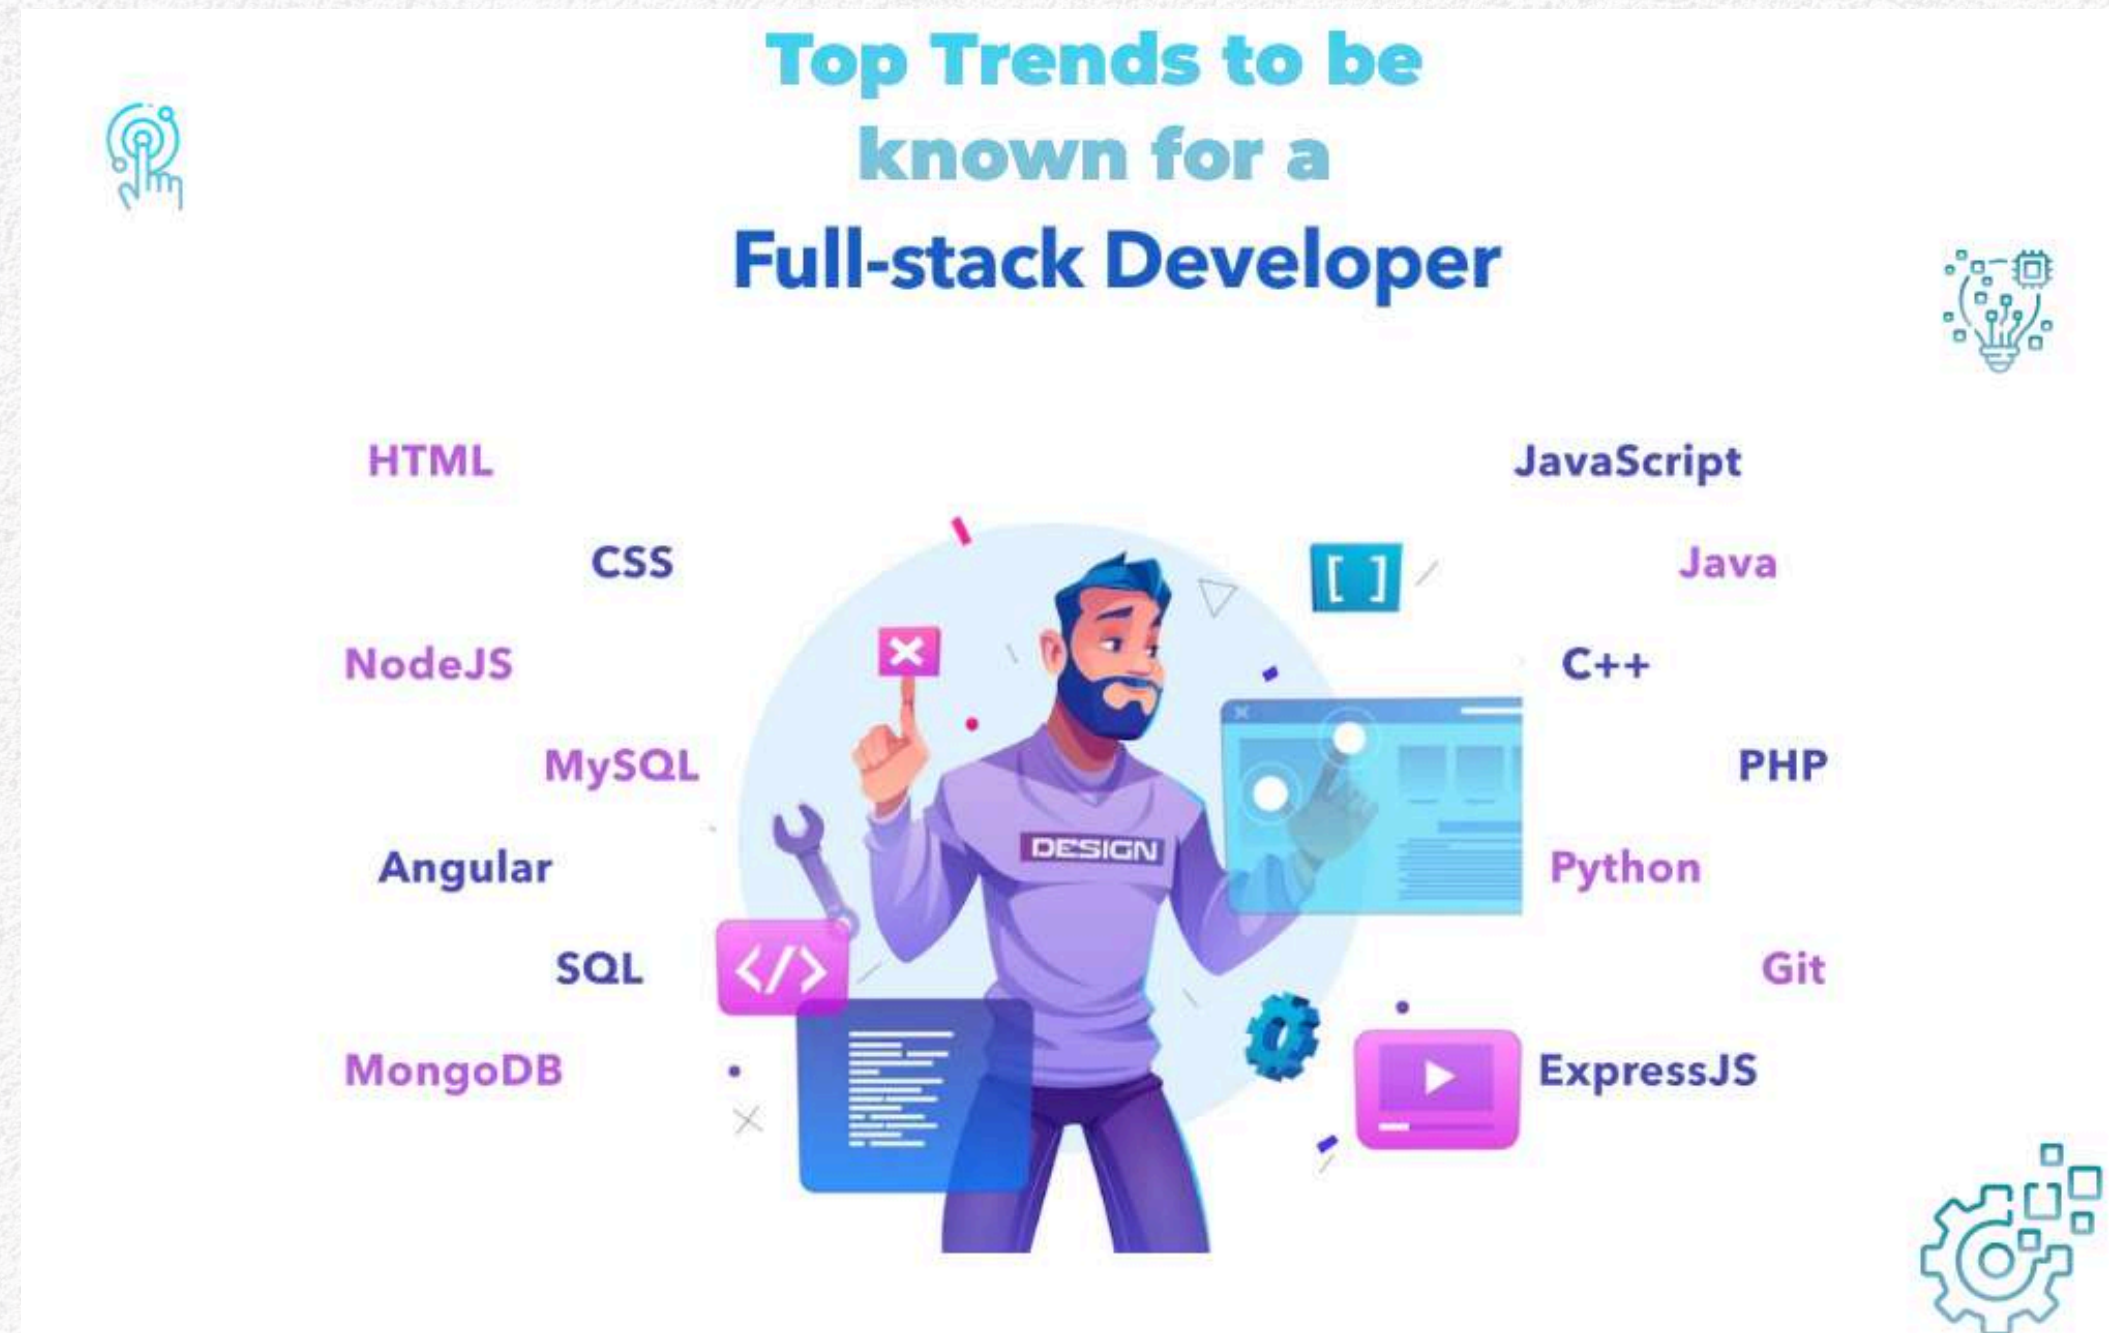 Top Trends to be
known for a
Full-stack Developer
HTML
CSS
NodeJS
MySQL
Angular
SQL
MongoDB
DESIGN
JavaScript
Java
C++
PHP
Python
Git
ExpressJS